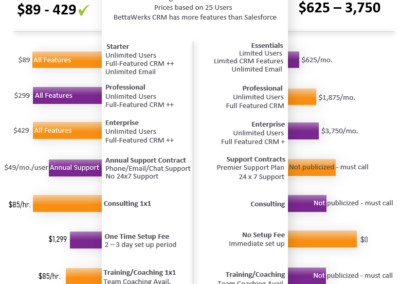 $89 - 429
Prices based on 25 Users
BettaWerks CRM has more features than Salesforce
$625 – 3,750
$89
All Features
Starter
Unlimited Users
Full-Featured CRM ++
Unlimited Email
Essentials
Limited Users
Limited CRM Features
Unlimited Email
$625/mo.
$299
All Features
Professional
Unlimited Users
Full-Featured CRM ++
Professional
Unlimited Users
Full Featured CRM
$1,875/mo.
$429
All Features
Enterprise
Unlimited Users
Full-Featured CRM ++
Enterprise
Unlimited Users
Full Featured CRM +
$3,750/mo.
$49/mo./user
Annual Support
Annual Support Contract
Phone/Email/Chat Support
No 24x7 Support
Support Contracts
Premier Support Plan
24 x 7 Support
Not publicized - must call
$85/hr.
Consulting 1x1
Consulting
Not publicized - must call
$1,299
One Time Setup Fee
2 – 3 day set up period
No Setup Fee
Immediate set up
$0
$85/hr.
Training/Coaching 1x1
Team Coaching Avail.
Training/Coaching
Team Coaching Avail.
Not publicized - must call